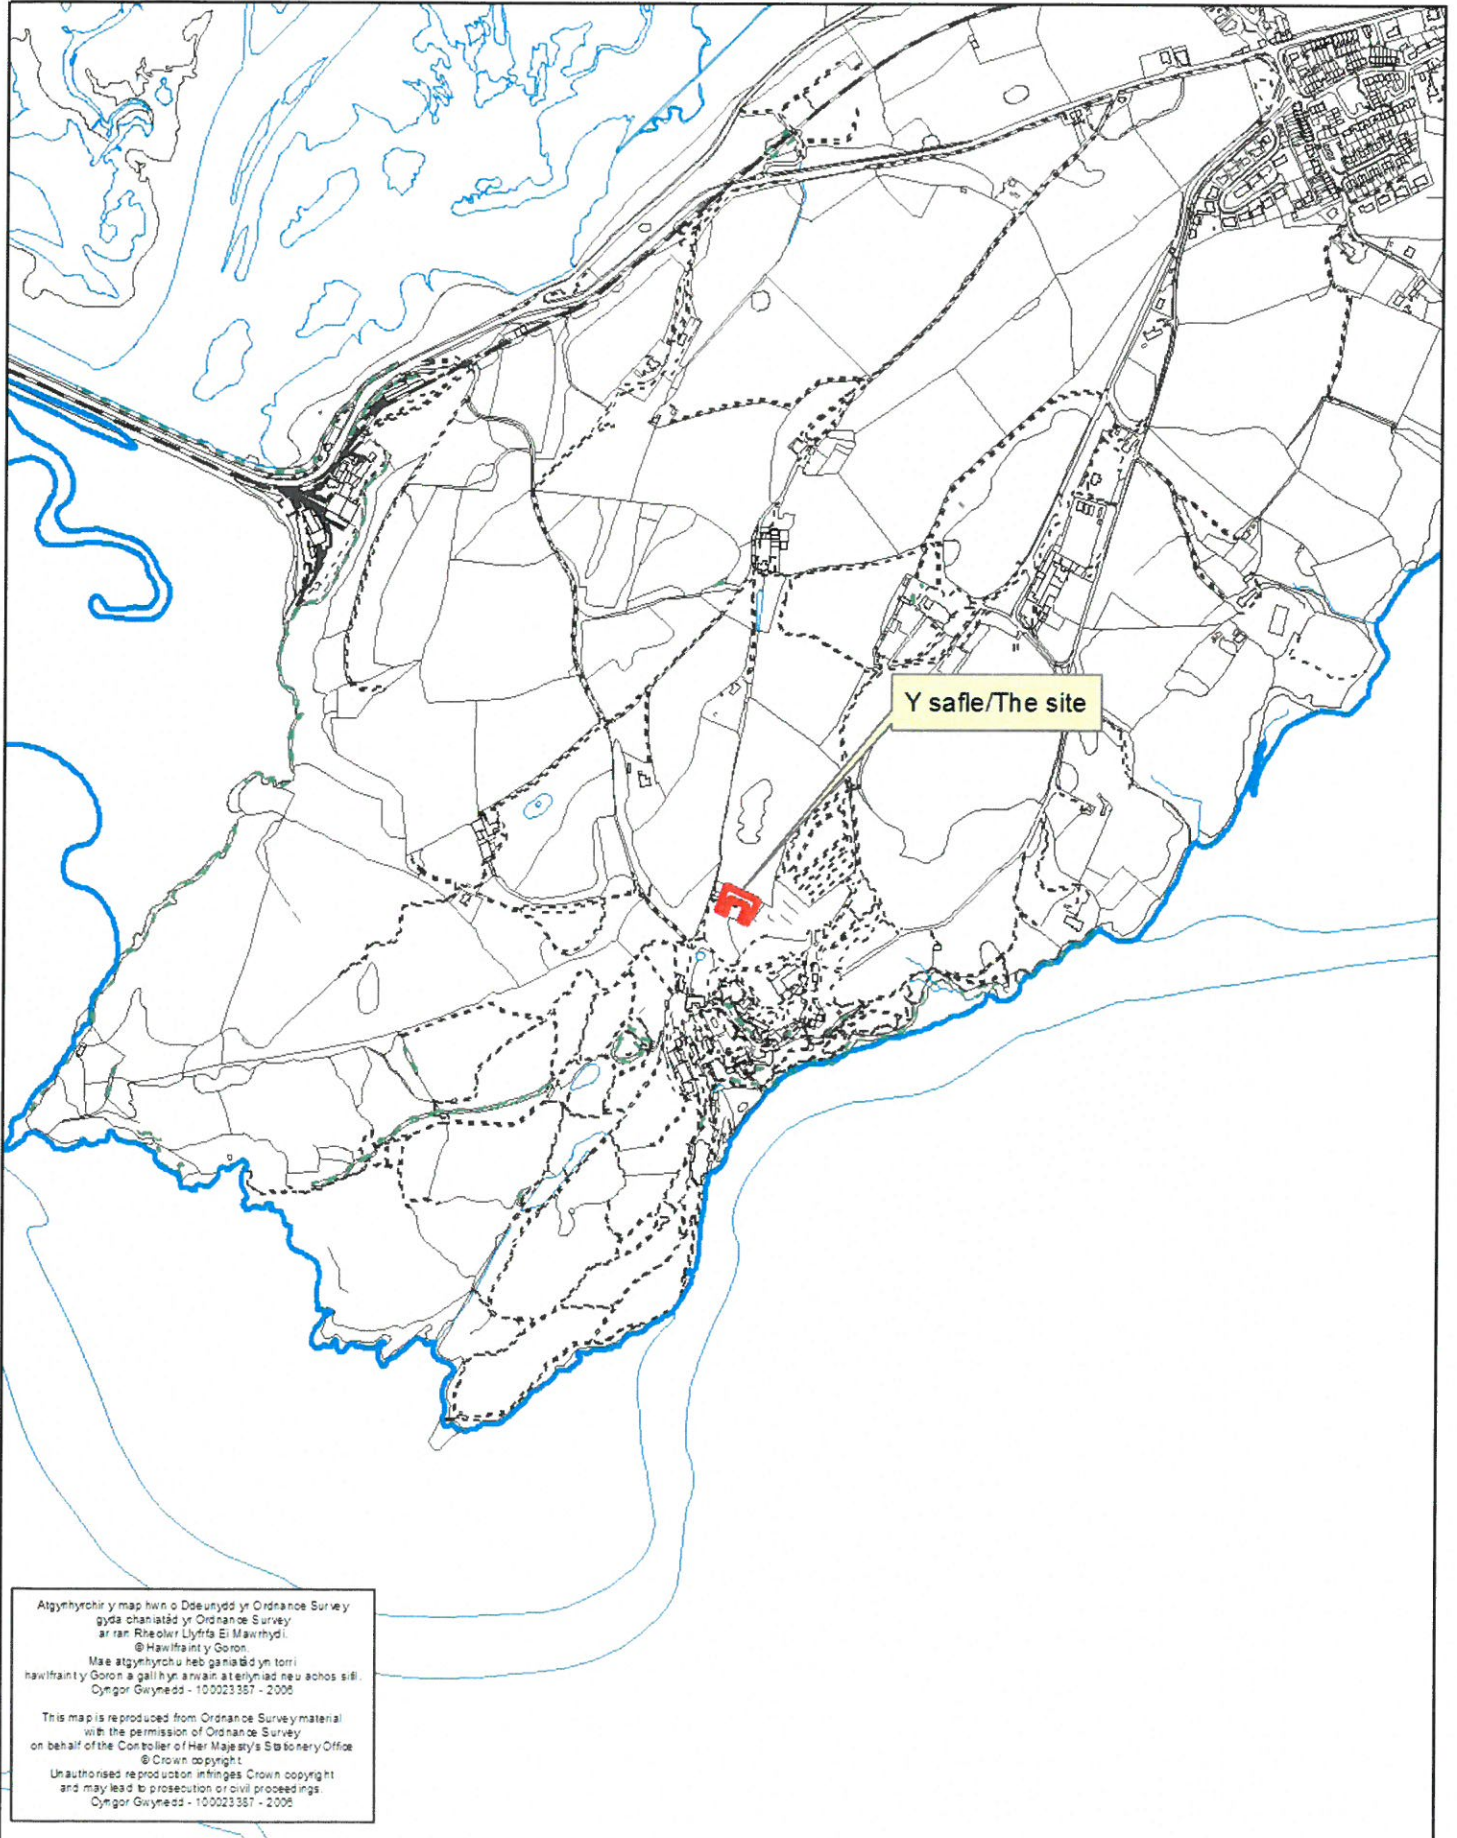 Y safle/The site
Atgynhyrchir y map hwn o Ddeunydd yr Ordnance Survey
gyda chaniatâd yr Ordnance Survey
ar ran Rheolwr Llyfrfa Ei Mawrhydi.
© Hawlfraint y Goron.
Mae atgynhyrchu heb ganiatâd yn torri
hawlfraint y Goron a gall hyn arwain at erlyniad neu achos sifil.
Cyngor Gwynedd - 100023387 - 2006
This map is reproduced from Ordnance Survey material
with the permission of Ordnance Survey
on behalf of the Controller of Her Majesty's Stationery Office
© Crown copyright.
Unauthorised reproduction infringes Crown copyright
and may lead to prosecution or civil proceedings.
Cyngor Gwynedd - 100023387 - 2006